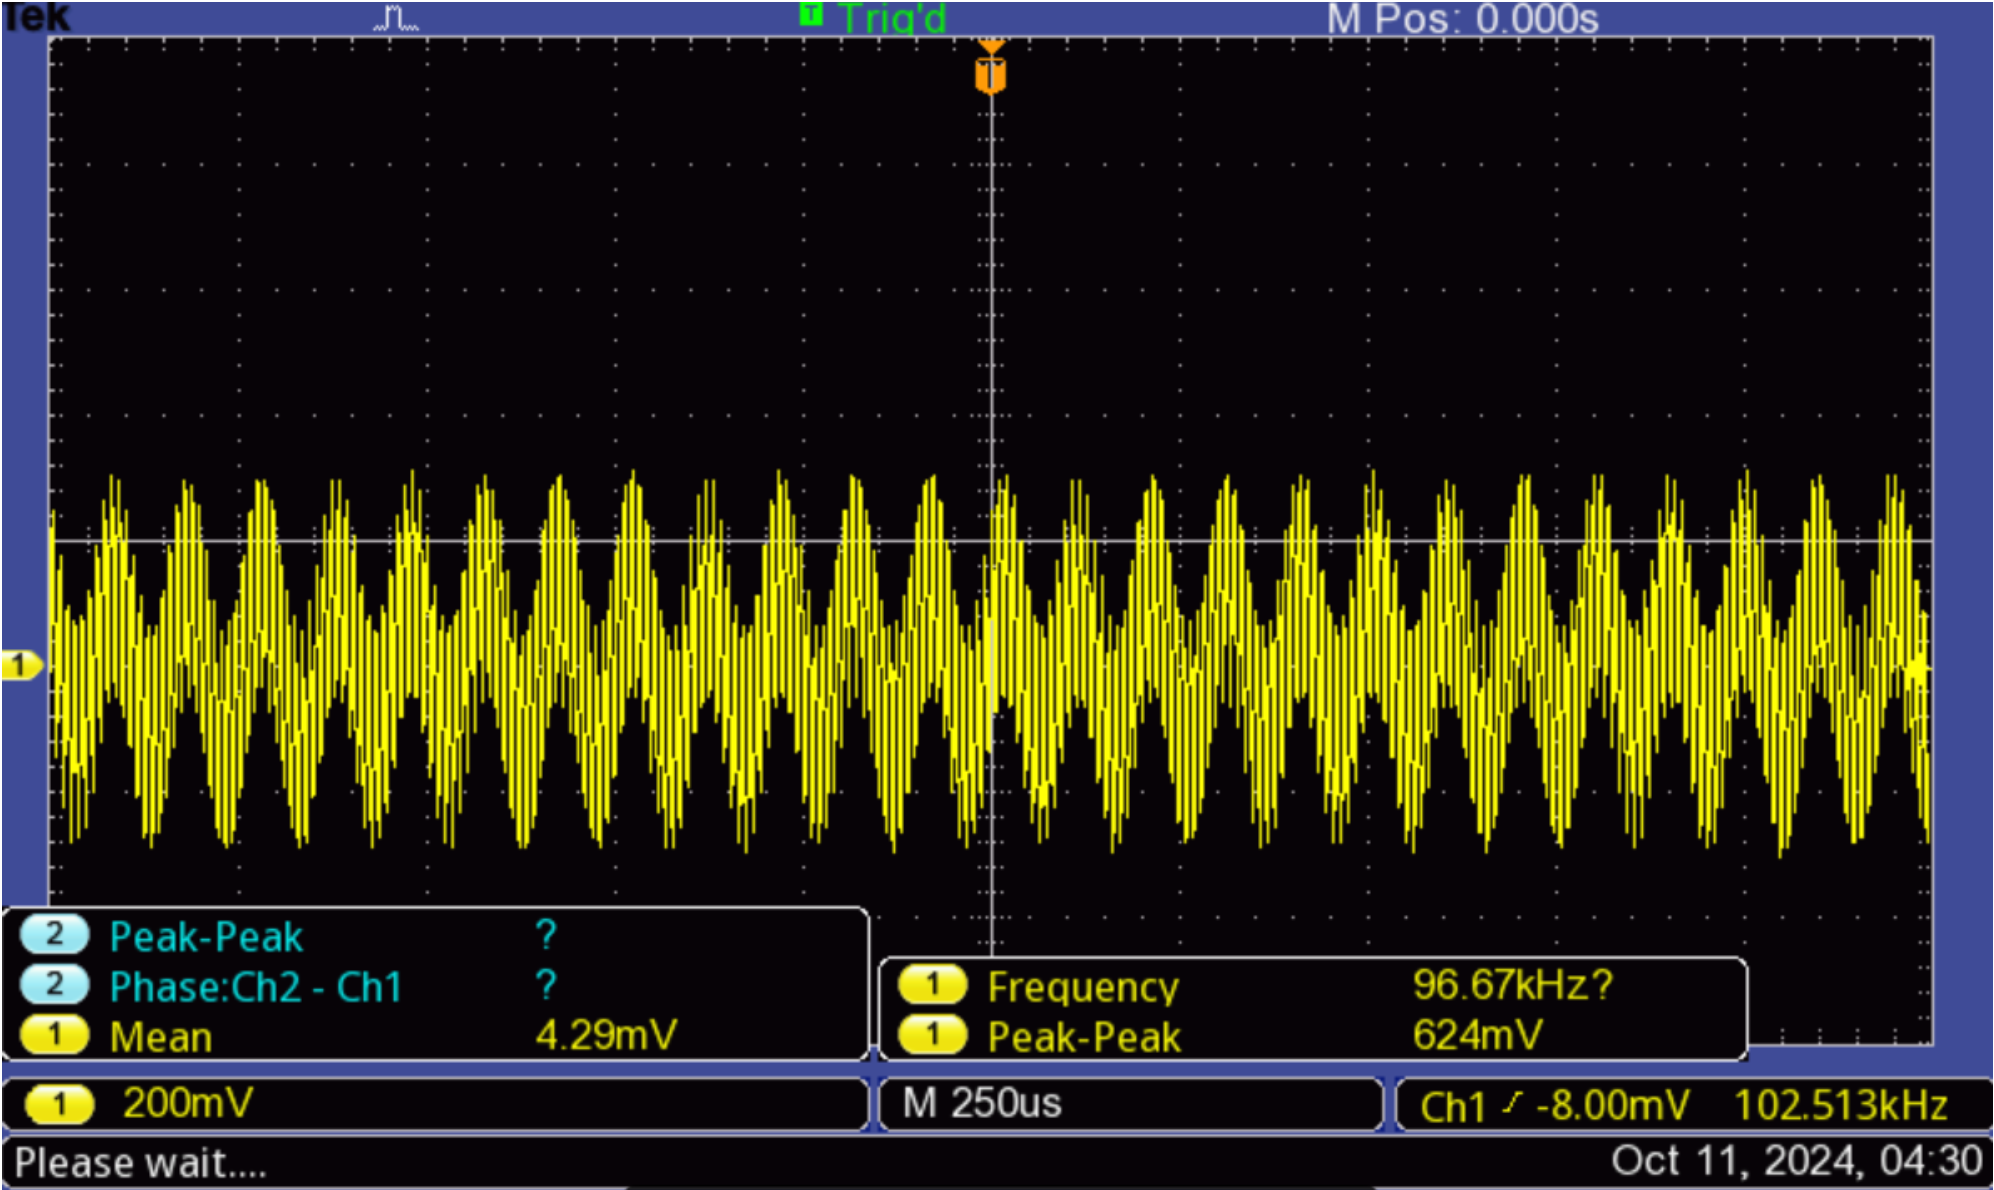 Tek T Trig'd M Pos: 0.000s
T
1
2 Peak-Peak ?
2 Phase:Ch2 - Ch1 ?
1 Mean 4.29mV
1 Frequency 96.67kHz?
1 Peak-Peak 624mV
1 200mV M 250us Ch1 -8.00mV 102.513kHz
Please wait.... Oct 11, 2024, 04:30